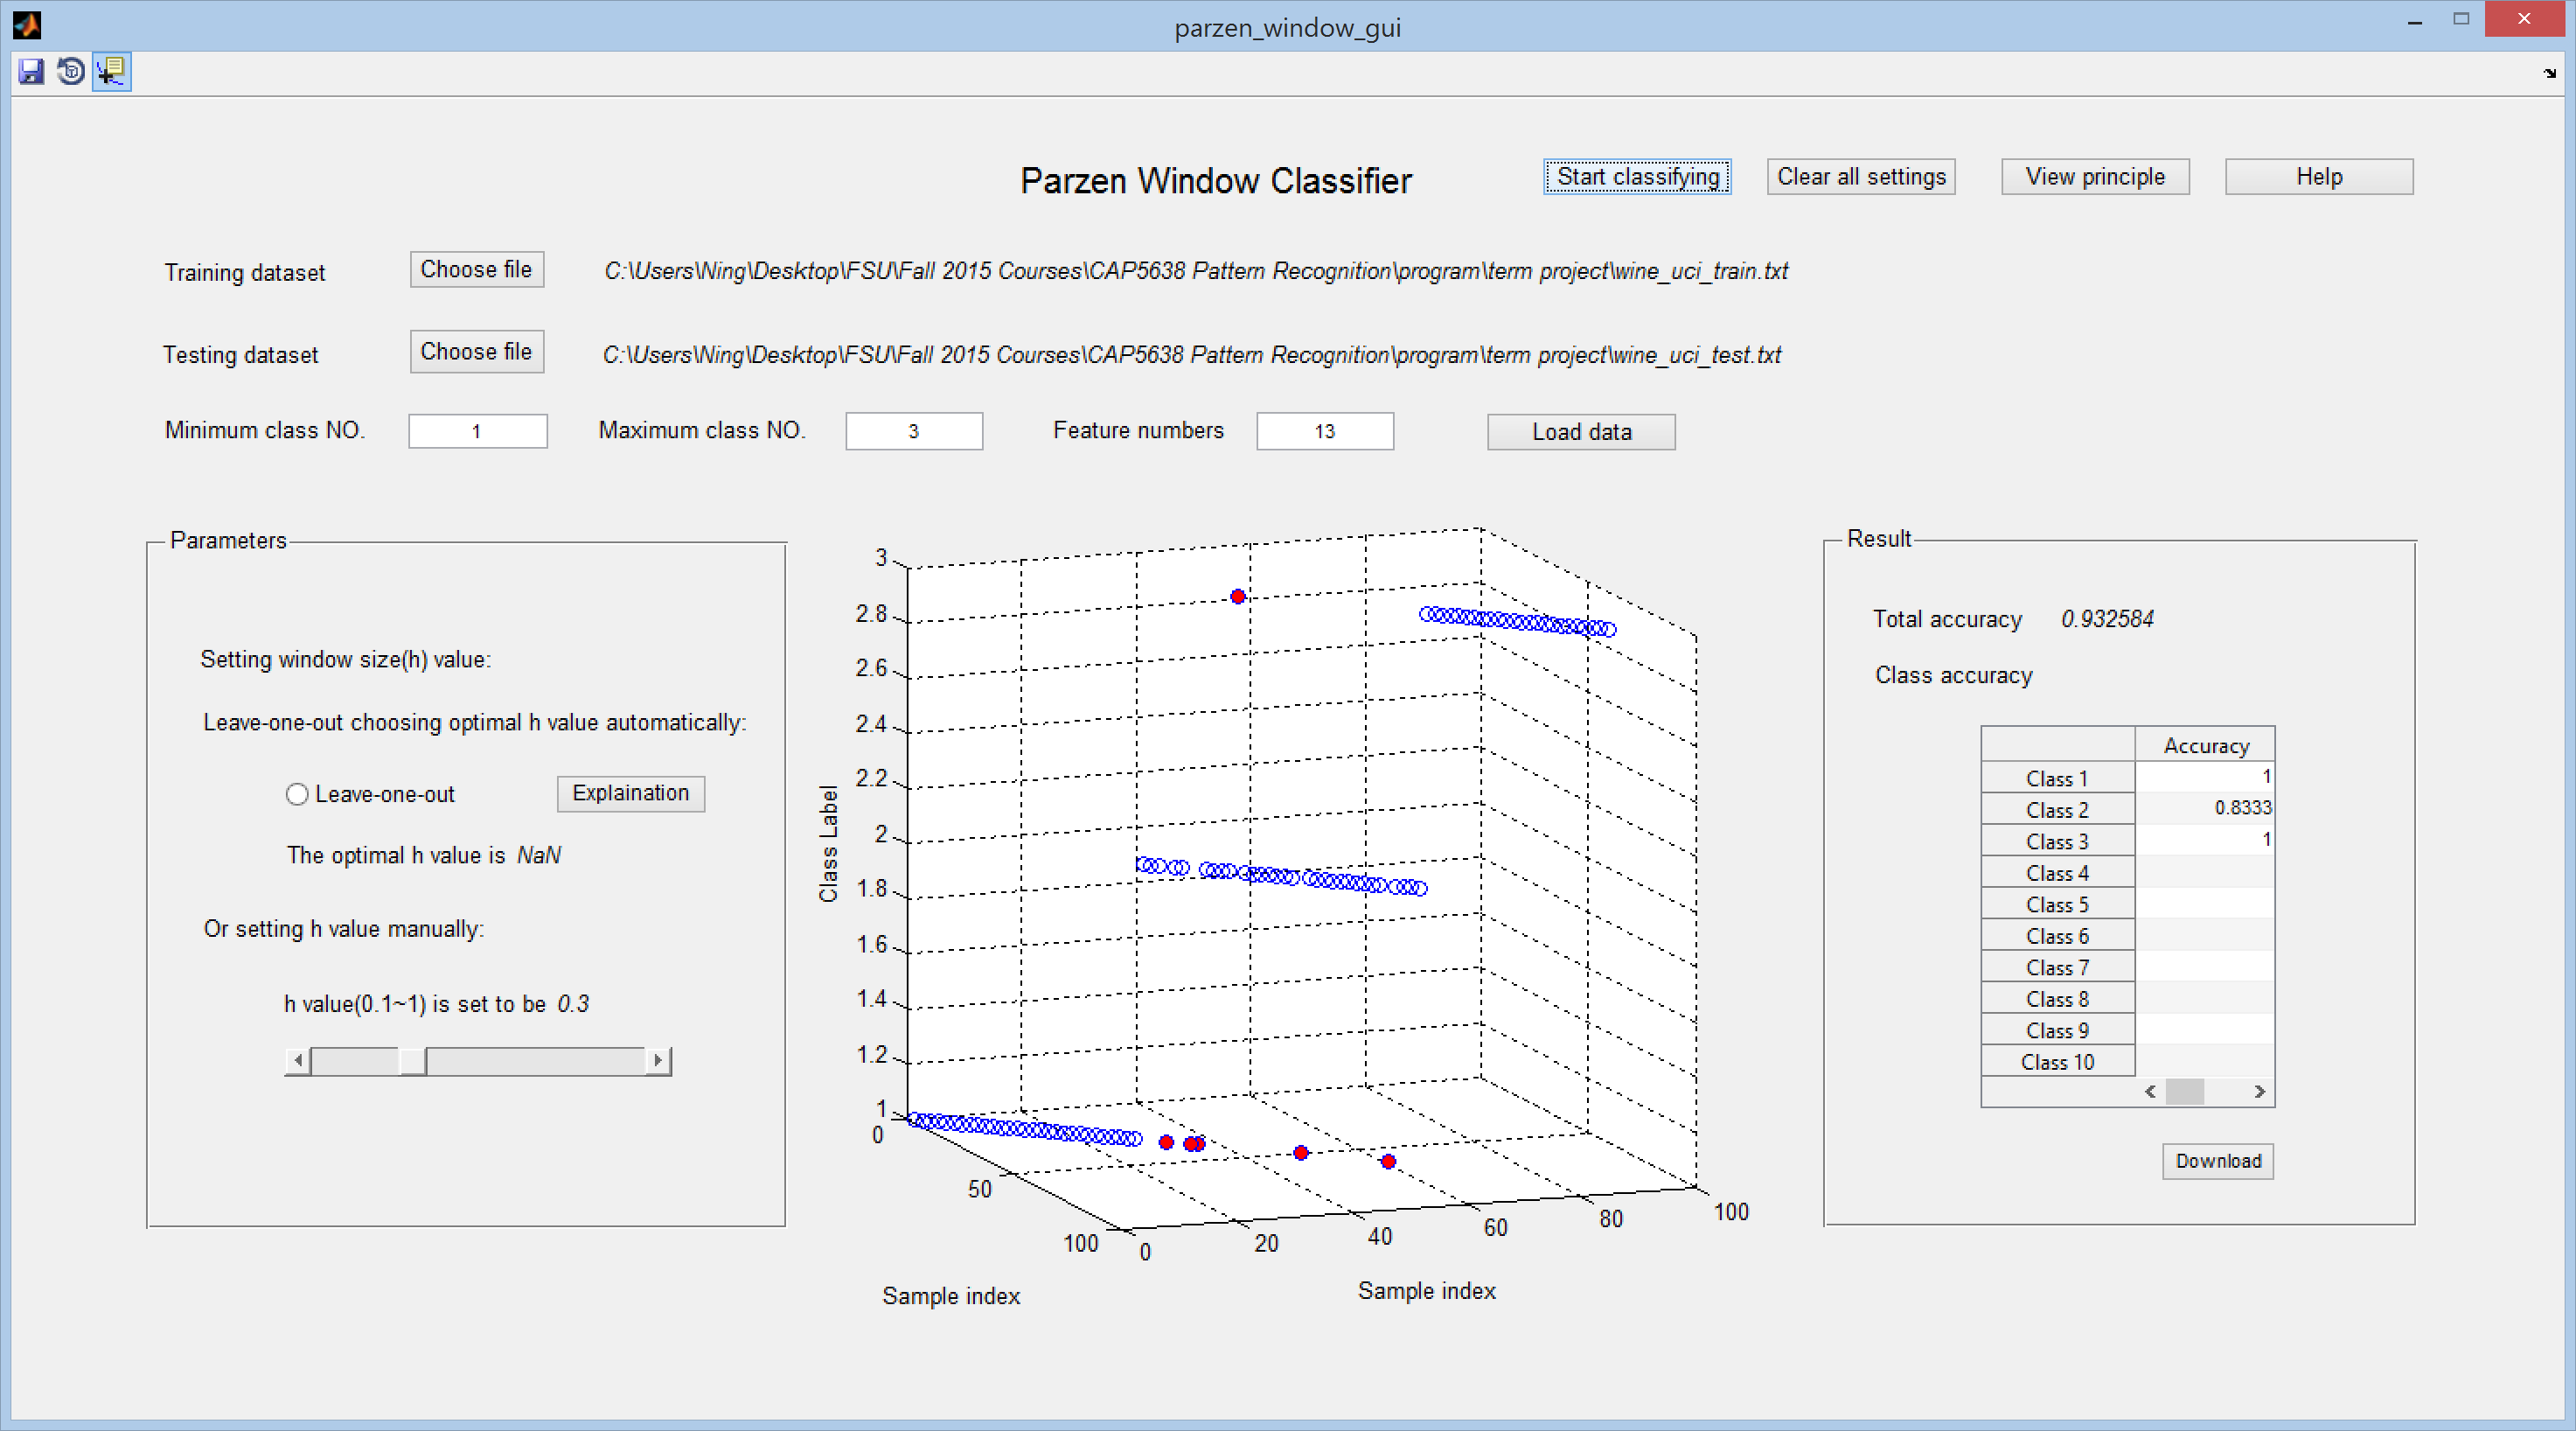 parzen_window_gui
Parzen Window Classifier
Start classifying
Clear all settings
View principle
Help
Training dataset
Choose file
C:\Users\Ning\Desktop\FSU\Fall 2015 Courses\CAP5638 Pattern Recognition\program\term project\wine_uci_train.txt
Testing dataset
Choose file
C:\Users\Ning\Desktop\FSU\Fall 2015 Courses\CAP5638 Pattern Recognition\program\term project\wine_uci_test.txt
Minimum class NO.
1
Maximum class NO.
3
Feature numbers
13
Load data
Parameters
Setting window size(h) value:
Leave-one-out choosing optimal h value automatically:
Leave-one-out
Explaination
The optimal h value is NaN
Or setting h value manually:
h value(0.1~1) is set to be 0.3
Class Label
3
2.8
2.6
2.4
2.2
2
1.8
1.6
1.4
1.2
1
0
50
100
0
20
40
60
80
100
Sample index
Sample index
Result
Total accuracy 0.932584
Class accuracy
Accuracy
Class 1 1
Class 2 0.8333
Class 3 1
Class 4
Class 5
Class 6
Class 7
Class 8
Class 9
Class 10
Download